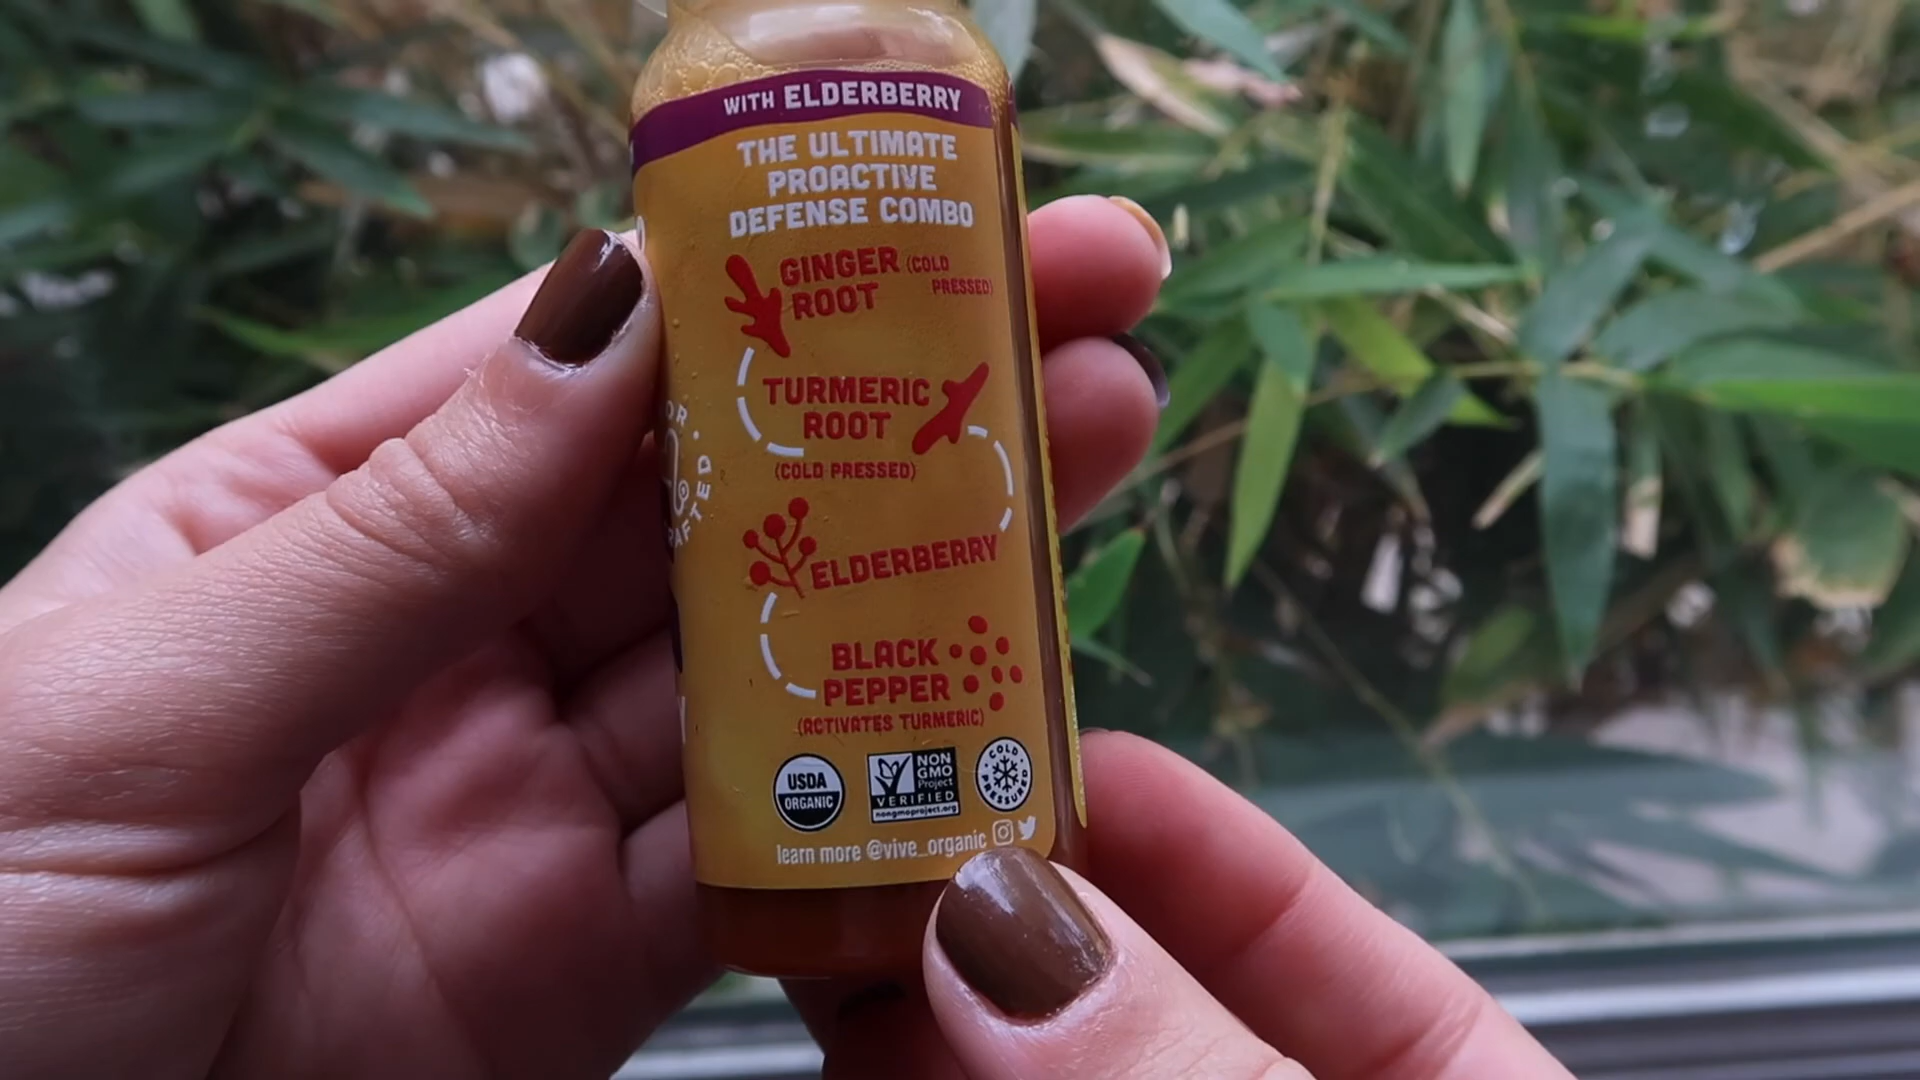 WITH ELDERBERRY
THE ULTIMATE
PROACTIVE
DEFENSE COMBO
GINGER (COLD
ROOT PRESSED)
TURMERIC
ROOT
(COLD PRESSED)
ELDERBERRY
BLACK
PEPPER
(ACTIVATES TURMERIC)
USDA
ORGANIC
NON
GMO
Project
VERIFIED
nongmoproject.org
COLD
PRESSURED
learn more @vive_organic